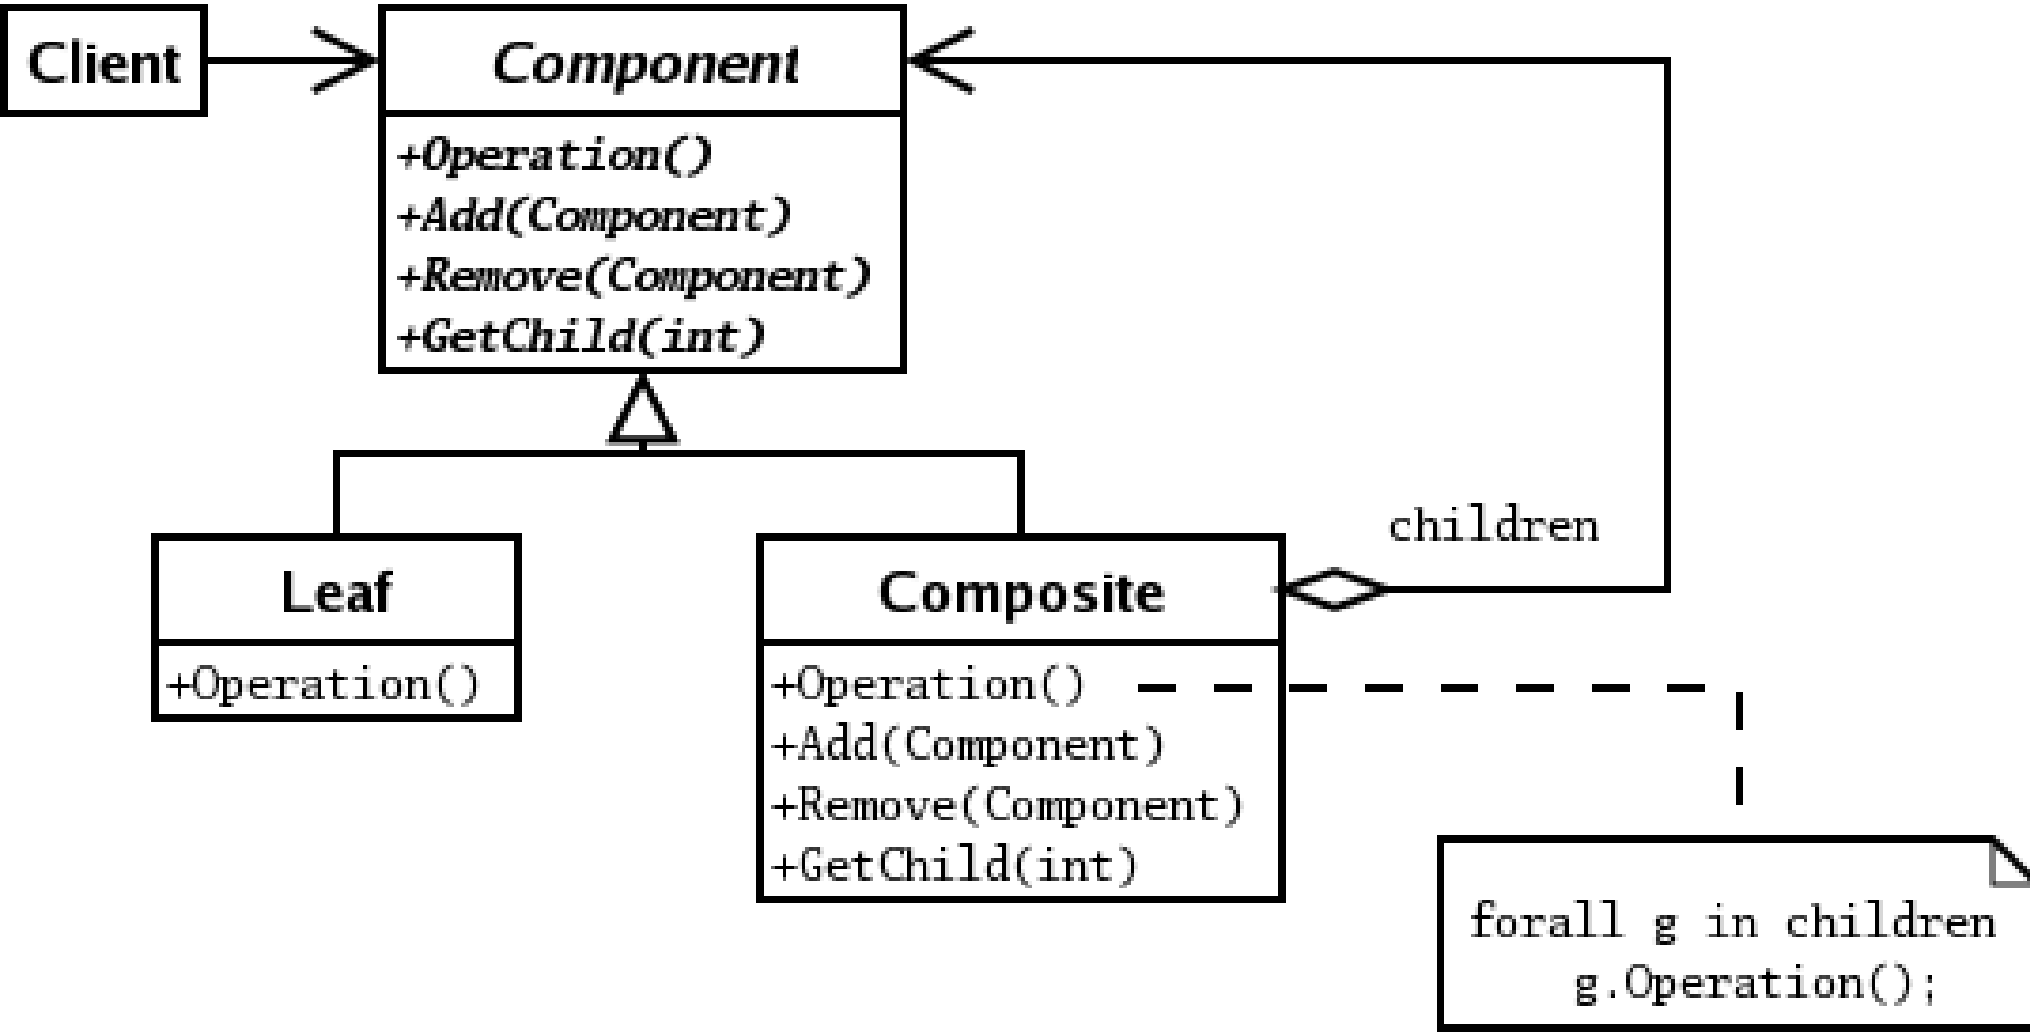 Client
Component
+Operation()
+Add(Component)
+Remove(Component)
+GetChild(int)
children
Leaf
+Operation()
Composite
+Operation()
+Add(Component)
+Remove(Component)
+GetChild(int)
forall g in children
g.Operation();